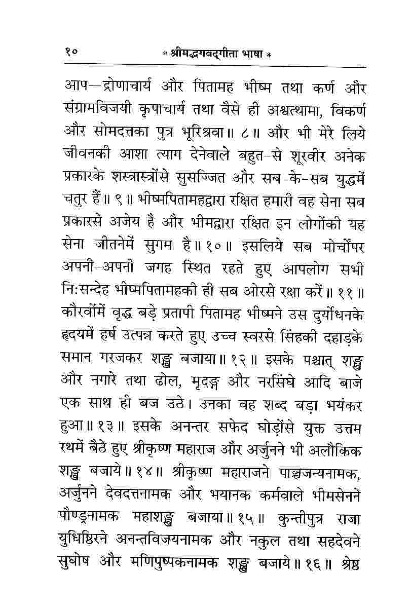 १० * श्रीमद्भगवद्गीता भाषा *
आप—द्रोणाचार्य और पितामह भीष्म तथा कर्ण और
संग्रामविजयी कृपाचार्य तथा वैसे ही अश्वत्थामा, विकर्ण
और सोमदत्तका पुत्र भूरिश्रवा॥ ८॥ और भी मेरे लिये
जीवनकी आशा त्याग देनेवाले बहुत-से शूरवीर अनेक
प्रकारके शस्त्रास्त्रोंसे सुसज्जित और सब-के-सब युद्धमें
चतुर हैं॥ ९॥ भीष्मपितामहद्वारा रक्षित हमारी वह सेना सब
प्रकारसे अजेय है और भीमद्वारा रक्षित इन लोगोंकी यह
सेना जीतनेमें सुगम है॥ १०॥ इसलिये सब मोर्चोंपर
अपनी-अपनी जगह स्थित रहते हुए आपलोग सभी
नि:सन्देह भीष्मपितामहकी ही सब ओरसे रक्षा करें॥ ११॥
कौरवोंमें वृद्ध बड़े प्रतापी पितामह भीष्मने उस दुर्योधनके
हृदयमें हर्ष उत्पन्न करते हुए उच्च स्वरसे सिंहकी दहाड़के
समान गरजकर शङ्ख बजाया॥ १२॥ इसके पश्चात् शङ्ख
और नगारे तथा ढोल, मृदङ्ग और नरसिंघे आदि बाजे
एक साथ ही बज उठे। उनका वह शब्द बड़ा भयंकर
हुआ॥ १३॥ इसके अनन्तर सफेद घोड़ोंसे युक्त उत्तम
रथमें बैठे हुए श्रीकृष्ण महाराज और अर्जुनने भी अलौकिक
शङ्ख बजाये॥ १४॥ श्रीकृष्ण महाराजने पाञ्चजन्यनामक,
अर्जुनने देवदत्तनामक और भयानक कर्मवाले भीमसेनने
पौण्ड्रनामक महाशङ्ख बजाया॥ १५॥ कुन्तीपुत्र राजा
युधिष्ठिरने अनन्तविजयनामक और नकुल तथा सहदेवने
सुघोष और मणिपुष्पकनामक शङ्ख बजाये॥ १६॥ श्रेष्ठ